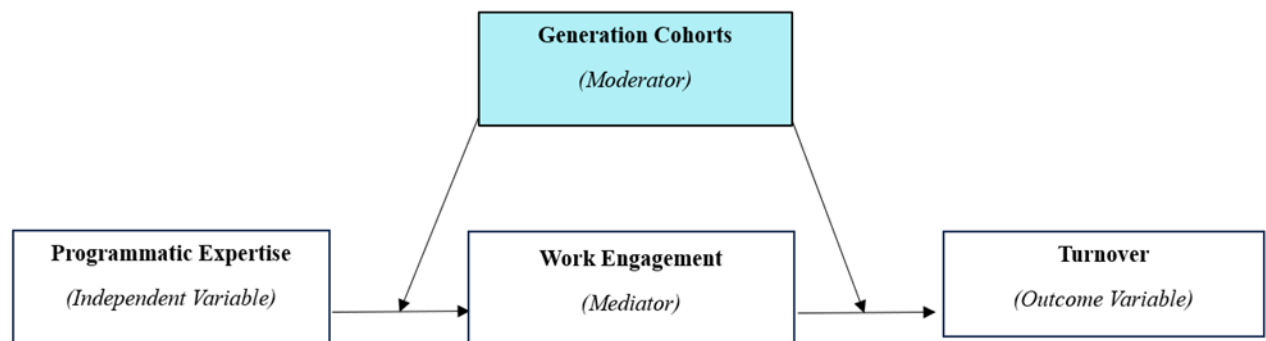 Generation Cohorts
(Moderator)
Programmatic Expertise
(Independent Variable)
Work Engagement
(Mediator)
Turnover
(Outcome Variable)